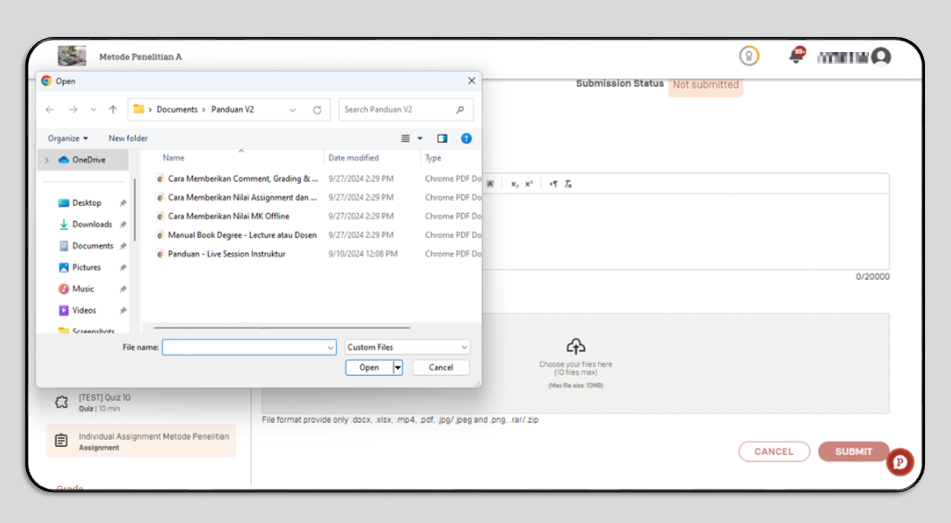 Metode Penelitian A
99+
Submission Status Not submitted
Open
Documents > Panduan V2
Search Panduan V2
Organize
New folder
OneDrive
Desktop
Downloads
Documents
Pictures
Music
Videos
Screenshots
Name Date modified Type
Cara Memberikan Comment, Grading & ... 9/27/2024 2:29 PM Chrome PDF Do
Cara Memberikan Nilai Assignment dan ... 9/27/2024 2:29 PM Chrome PDF Do
Cara Memberikan Nilai MK Offline 9/27/2024 2:29 PM Chrome PDF Do
Manual Book Degree - Lecture atau Dosen 9/27/2024 2:29 PM Chrome PDF Do
Panduan - Live Session Instruktur 9/10/2024 12:08 PM Chrome PDF Do
File name:
Custom Files
Open
Cancel
0/20000
Choose your files here
(10 files max)
(Max file size: 10MB)
File format provide only .docx, .xlsx, .mp4, .pdf, .jpg/.jpeg and .png, .rar/.zip
[TEST] Quiz 10
Quiz | 10 min
Individual Assignment Metode Penelitian
Assignment
CANCEL
SUBMIT
Grade